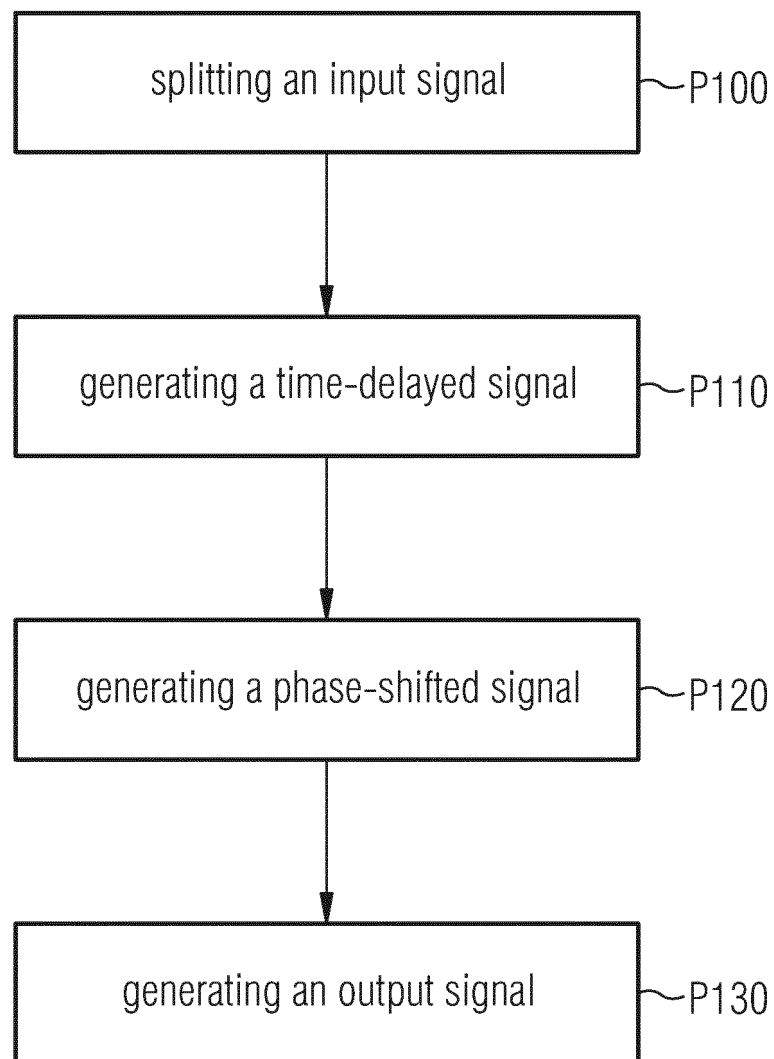 splitting an input signal
P100
generating a time-delayed signal
P110
generating a phase-shifted signal
P120
generating an output signal
P130